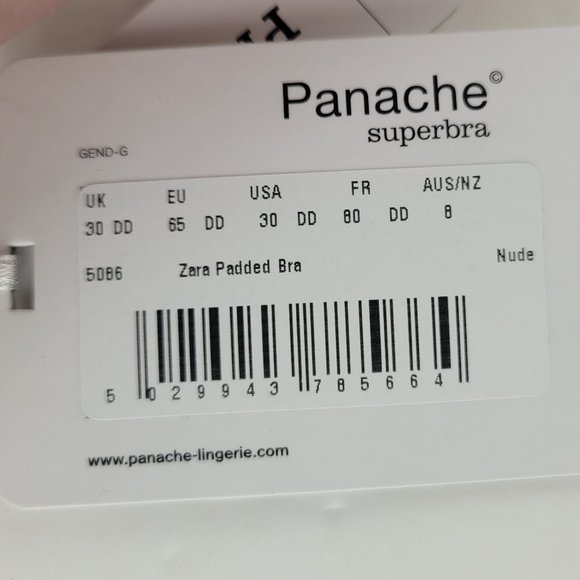 Panache©
superbra
GEND-G
UK EU USA FR AUS/NZ
30 DD 65 DD 30 DD 80 DD 8
5086 Zara Padded Bra Nude
5 029943 785664
www.panache-lingerie.com